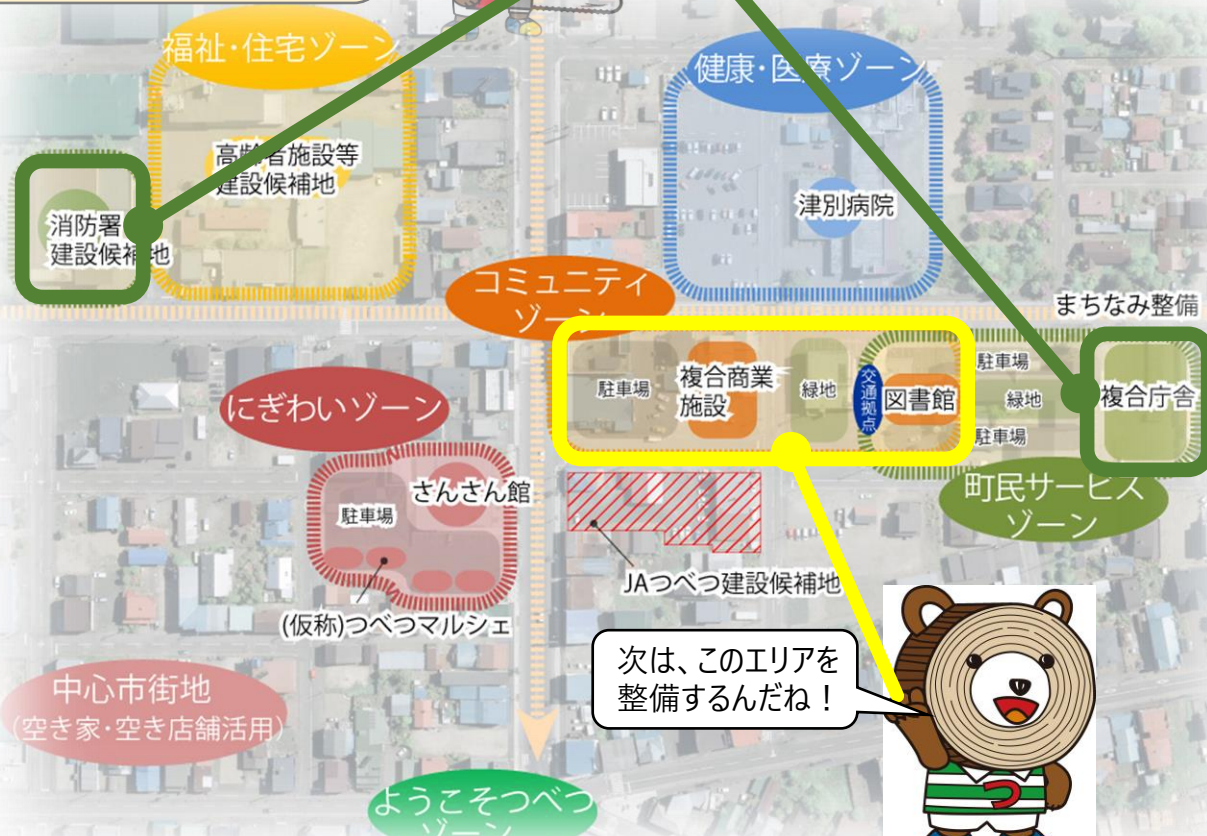 福祉・住宅ゾーン
健康・医療ゾーン
高齢者施設等
建設候補地
消防署
建設候補地
津別病院
コミュニティ
ゾーン
まちなみ整備
駐車場
複合商業
施設
緑地
交通拠点
図書館
駐車場
緑地
駐車場
複合庁舎
にぎわいゾーン
さんさん館
駐車場
町民サービス
ゾーン
JAつべつ建設候補地
(仮称)つべつマルシェ
次は、このエリアを
整備するんだね！
中心市街地
(空き家・空き店舗活用)
つ
ようこそつべつ
ゾーン